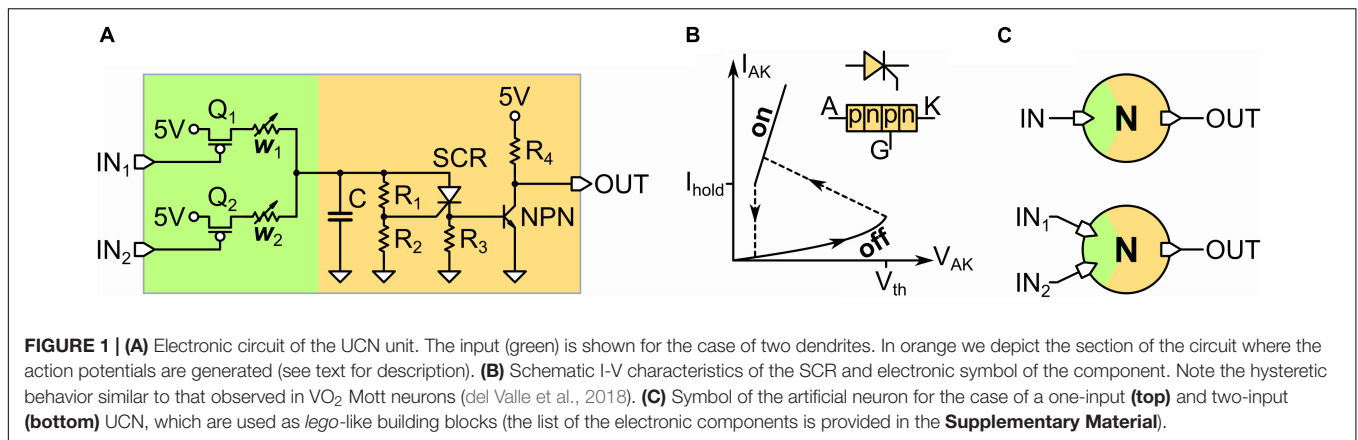 A
5V
Q₁
w₁
IN₁
5V
Q₂
w₂
IN₂
C
R₁
R₂
SCR
R₃
5V
R₄
NPN
OUT
B
I_AK
on
I_hold
off
V_th
V_AK
A p n p n K
G
C
IN N OUT
IN₁
IN₂
N OUT
FIGURE 1 | (A) Electronic circuit of the UCN unit. The input (green) is shown for the case of two dendrites. In orange we depict the section of the circuit where the
action potentials are generated (see text for description). (B) Schematic I-V characteristics of the SCR and electronic symbol of the component. Note the hysteretic
behavior similar to that observed in VO₂ Mott neurons (del Valle et al., 2018). (C) Symbol of the artificial neuron for the case of a one-input (top) and two-input
(bottom) UCN, which are used as lego-like building blocks (the list of the electronic components is provided in the Supplementary Material).